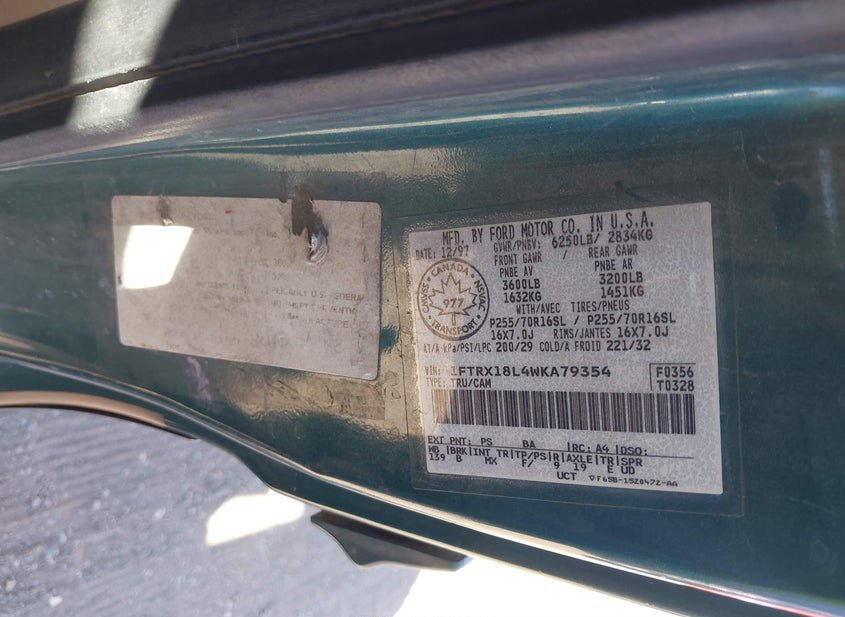 MFD. BY FORD MOTOR CO. IN U.S.A.
DATE: 12/97 GVWR/PNBV: 6250LB/ 2834KG
FRONT GAWR / REAR GAWR
PNBE AV PNBE AR
3600LB 3200LB
1632KG 1451KG
WITH/AVEC TIRES/PNEUS
P255/70R16SL / P255/70R16SL
16X7.0J RIMS/JANTES 16X7.0J
AT/A kPa/PSI/LPC 200/29 COLD/A FROID 221/32
CANADA
977
TRANSPORT
VIN: 1FTRX18L4WKA79354 F0356
TYPE: TRU/CAM T0328
EXT PNT: PS BA RC: A4 DSO:
WB BRK INT TR TP/PS R AXLE TR SPR
139 B MX F/ 9 19 E UD
UCT F65B-1520472-AA